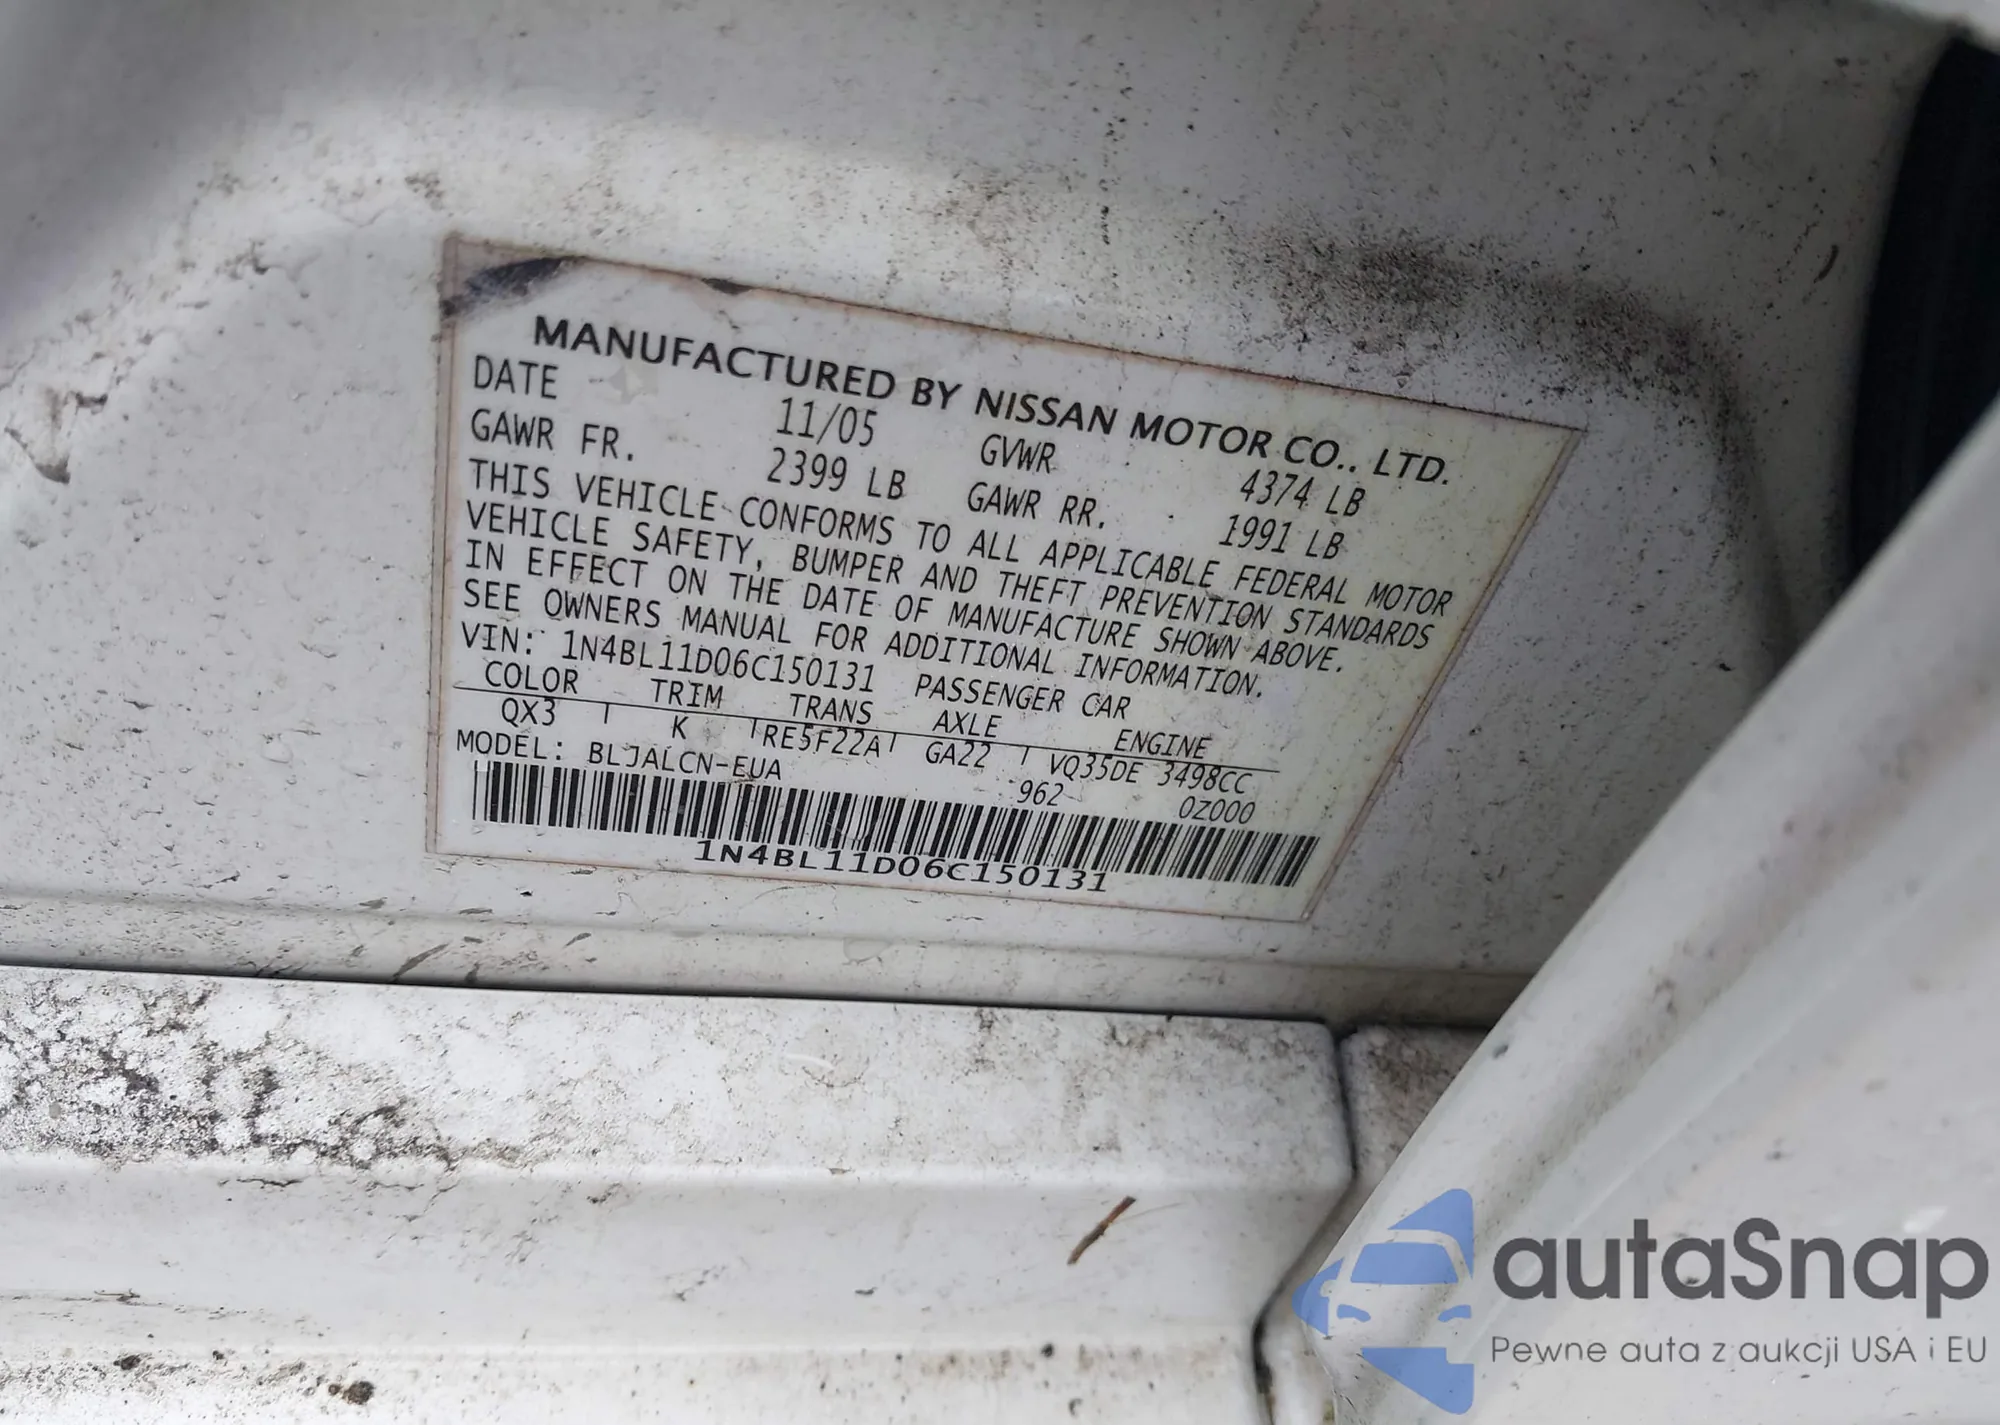 MANUFACTURED BY NISSAN MOTOR CO.. LTD.
DATE 11/05 GVWR 4374 LB
GAWR FR. 2399 LB GAWR RR. 1991 LB
THIS VEHICLE CONFORMS TO ALL APPLICABLE FEDERAL MOTOR
VEHICLE SAFETY, BUMPER AND THEFT PREVENTION STANDARDS
IN EFFECT ON THE DATE OF MANUFACTURE SHOWN ABOVE.
SEE OWNERS MANUAL FOR ADDITIONAL INFORMATION.
VIN: 1N4BL11D06C150131 PASSENGER CAR
COLOR TRIM TRANS AXLE ENGINE
QX3 K RE5F22A GA22 VQ35DE 3498CC
MODEL: BLJALCN-EUA 962 0Z000
1N4BL11D06C150131
autaSnap
Pewne auta z aukcji USA i EU